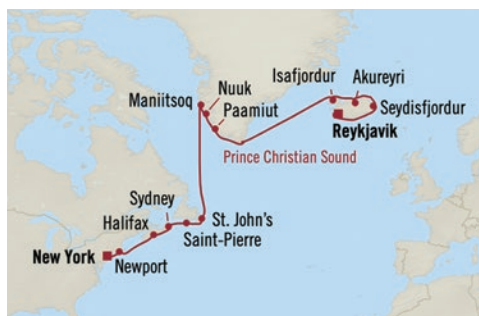 Isafjordur
Akureyri
Nuuk
Maniitsoq
Paamiut
Seydisfjordur
Reykjavik
Prince Christian Sound
Sydney
Halifax
St. John's
Saint-Pierre
New York
Newport